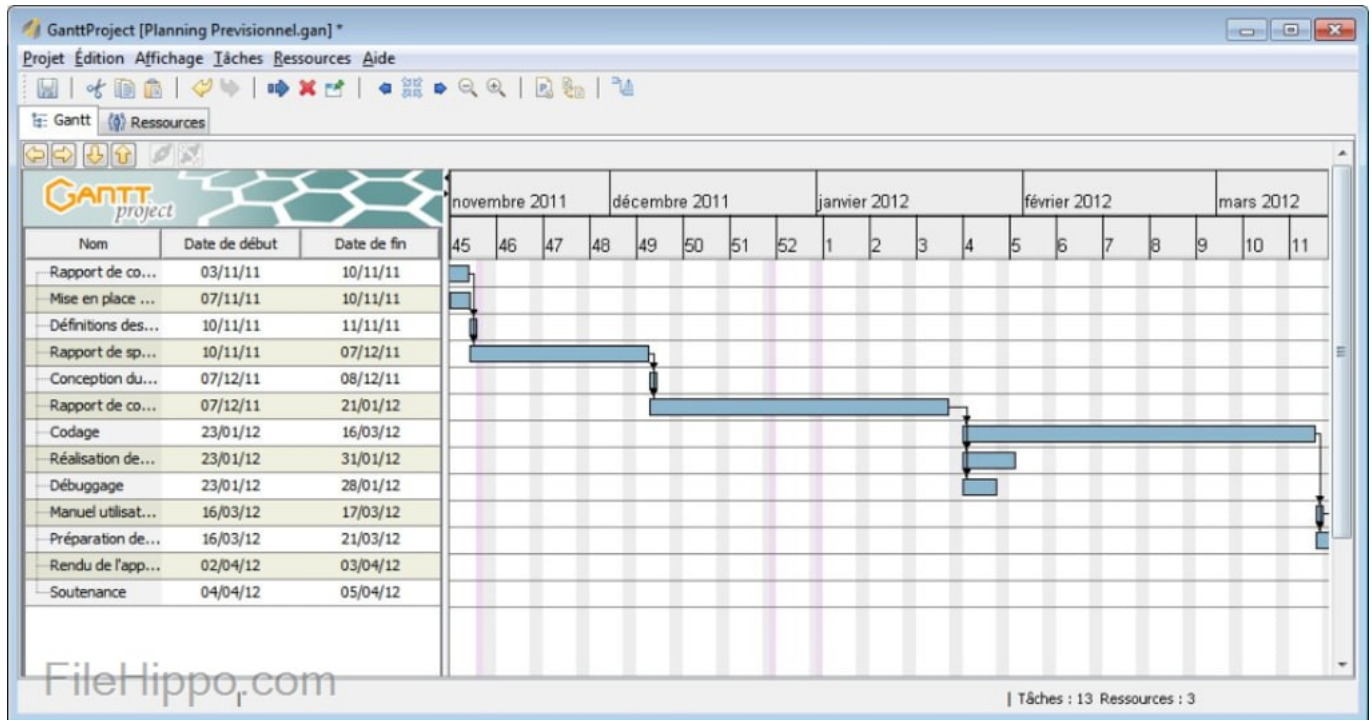 GanttProject [Planning Previsionnel.gan] *
Projet Édition Affichage Tâches Ressources Aide
Gantt Ressources
GANTT project
novembre 2011 décembre 2011 janvier 2012 février 2012 mars 2012
Nom Date de début Date de fin 45 46 47 48 49 50 51 52 1 2 3 4 5 6 7 8 9 10 11
Rapport de co... 03/11/11 10/11/11
Mise en place ... 07/11/11 10/11/11
Définitions des... 10/11/11 11/11/11
Rapport de sp... 10/11/11 07/12/11
Conception du... 07/12/11 08/12/11
Rapport de co... 07/12/11 21/01/12
Codage 23/01/12 16/03/12
Réalisation de... 23/01/12 31/01/12
Débuggage 23/01/12 28/01/12
Manuel utilisat... 16/03/12 17/03/12
Préparation de... 16/03/12 21/03/12
Rendu de l'app... 02/04/12 03/04/12
Soutenance 04/04/12 05/04/12
FileHippo.com
Tâches : 13 Ressources : 3